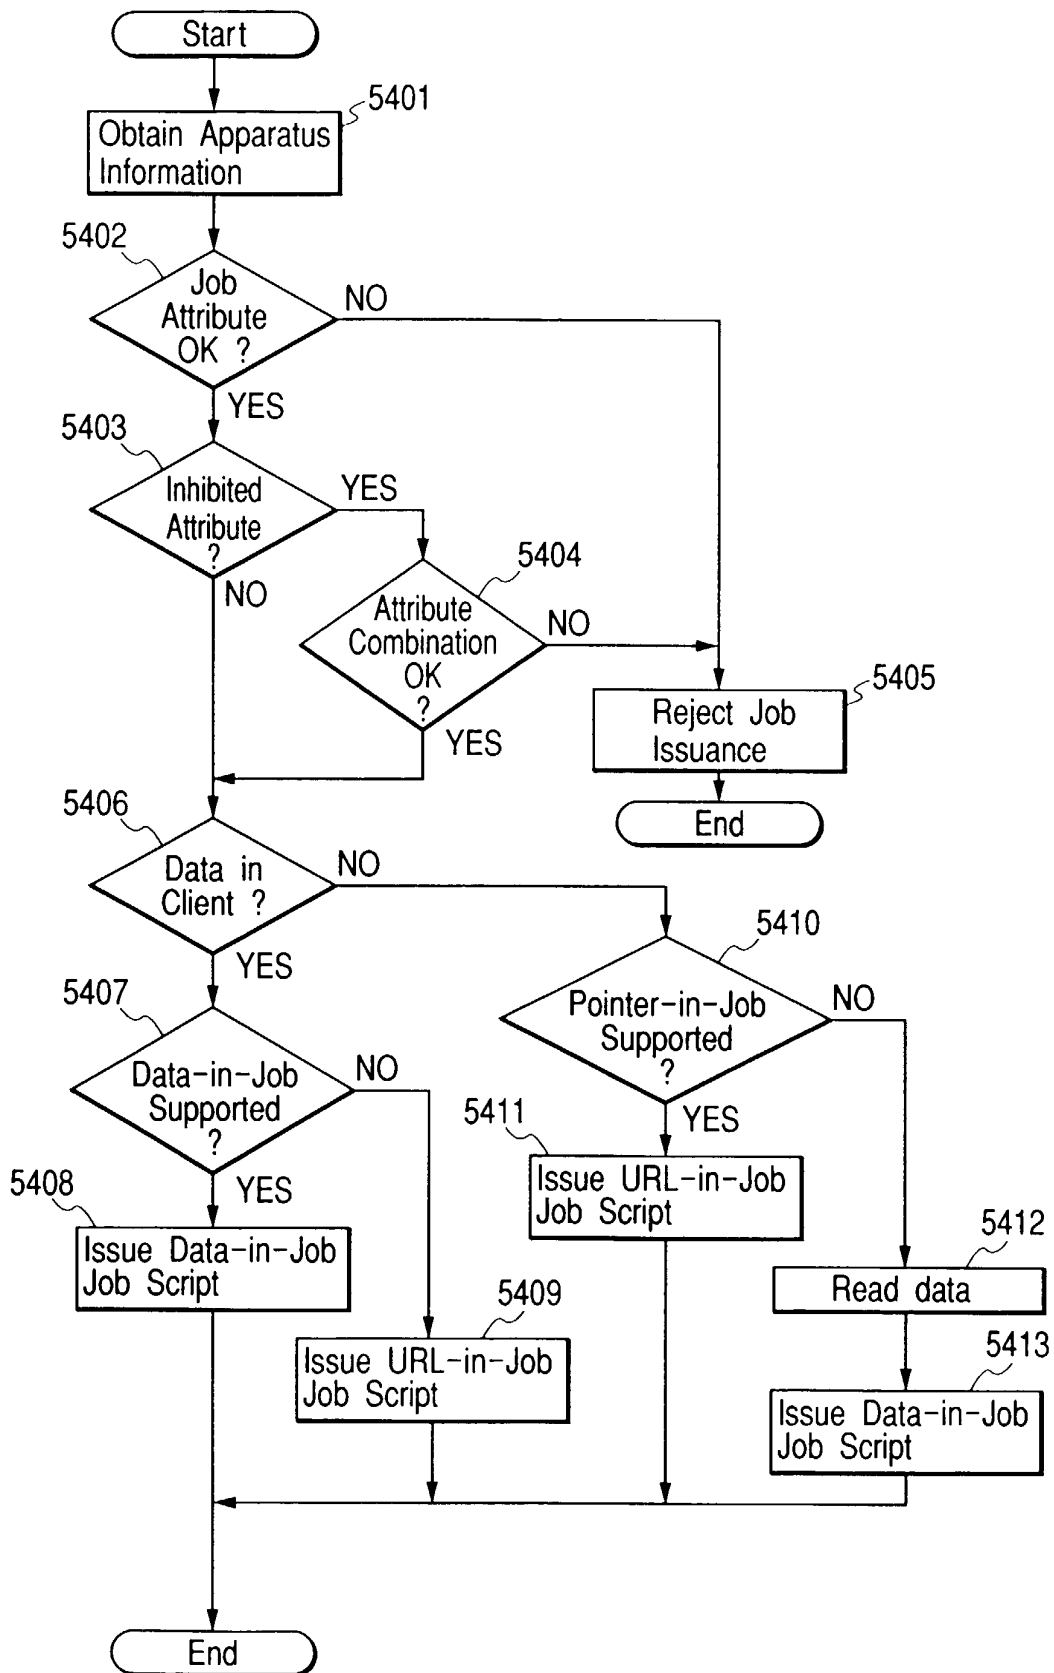 Start
5401
Obtain Apparatus
Information
5402
Job
Attribute
OK ?
NO
YES
5403
Inhibited
Attribute
?
YES
NO
5404
Attribute
Combination
OK
?
NO
YES
5405
Reject Job
Issuance
End
5406
Data in
Client ?
NO
YES
5410
Pointer-in-Job
Supported
?
NO
YES
5407
Data-in-Job
Supported
?
NO
YES
5411
Issue URL-in-Job
Job Script
5408
Issue Data-in-Job
Job Script
5412
Read data
5409
Issue URL-in-Job
Job Script
5413
Issue Data-in-Job
Job Script
End